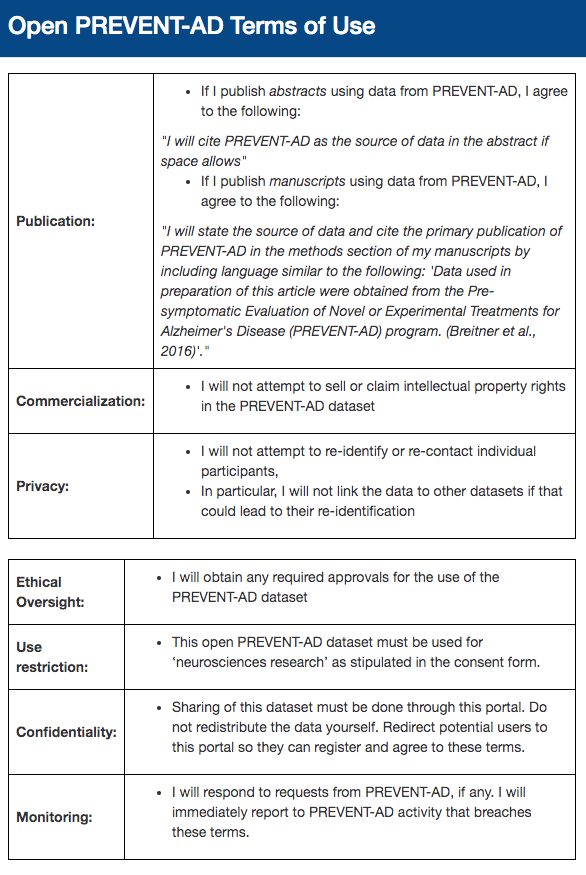 Open PREVENT-AD Terms of Use
Publication:
• If I publish abstracts using data from PREVENT-AD, I agree
to the following:
"I will cite PREVENT-AD as the source of data in the abstract if
space allows"
• If I publish manuscripts using data from PREVENT-AD, I
agree to the following:
"I will state the source of data and cite the primary publication of
PREVENT-AD in the methods section of my manuscripts by
including language similar to the following: 'Data used in
preparation of this article were obtained from the Pre-
symptomatic Evaluation of Novel or Experimental Treatments for
Alzheimer's Disease (PREVENT-AD) program. (Breitner et al.,
2016)'."
Commercialization:
• I will not attempt to sell or claim intellectual property rights
in the PREVENT-AD dataset
Privacy:
• I will not attempt to re-identify or re-contact individual
participants,
• In particular, I will not link the data to other datasets if that
could lead to their re-identification
Ethical
Oversight:
• I will obtain any required approvals for the use of the
PREVENT-AD dataset
Use
restriction:
• This open PREVENT-AD dataset must be used for
‘neurosciences research’ as stipulated in the consent form.
Confidentiality:
• Sharing of this dataset must be done through this portal. Do
not redistribute the data yourself. Redirect potential users to
this portal so they can register and agree to these terms.
Monitoring:
• I will respond to requests from PREVENT-AD, if any. I will
immediately report to PREVENT-AD activity that breaches
these terms.